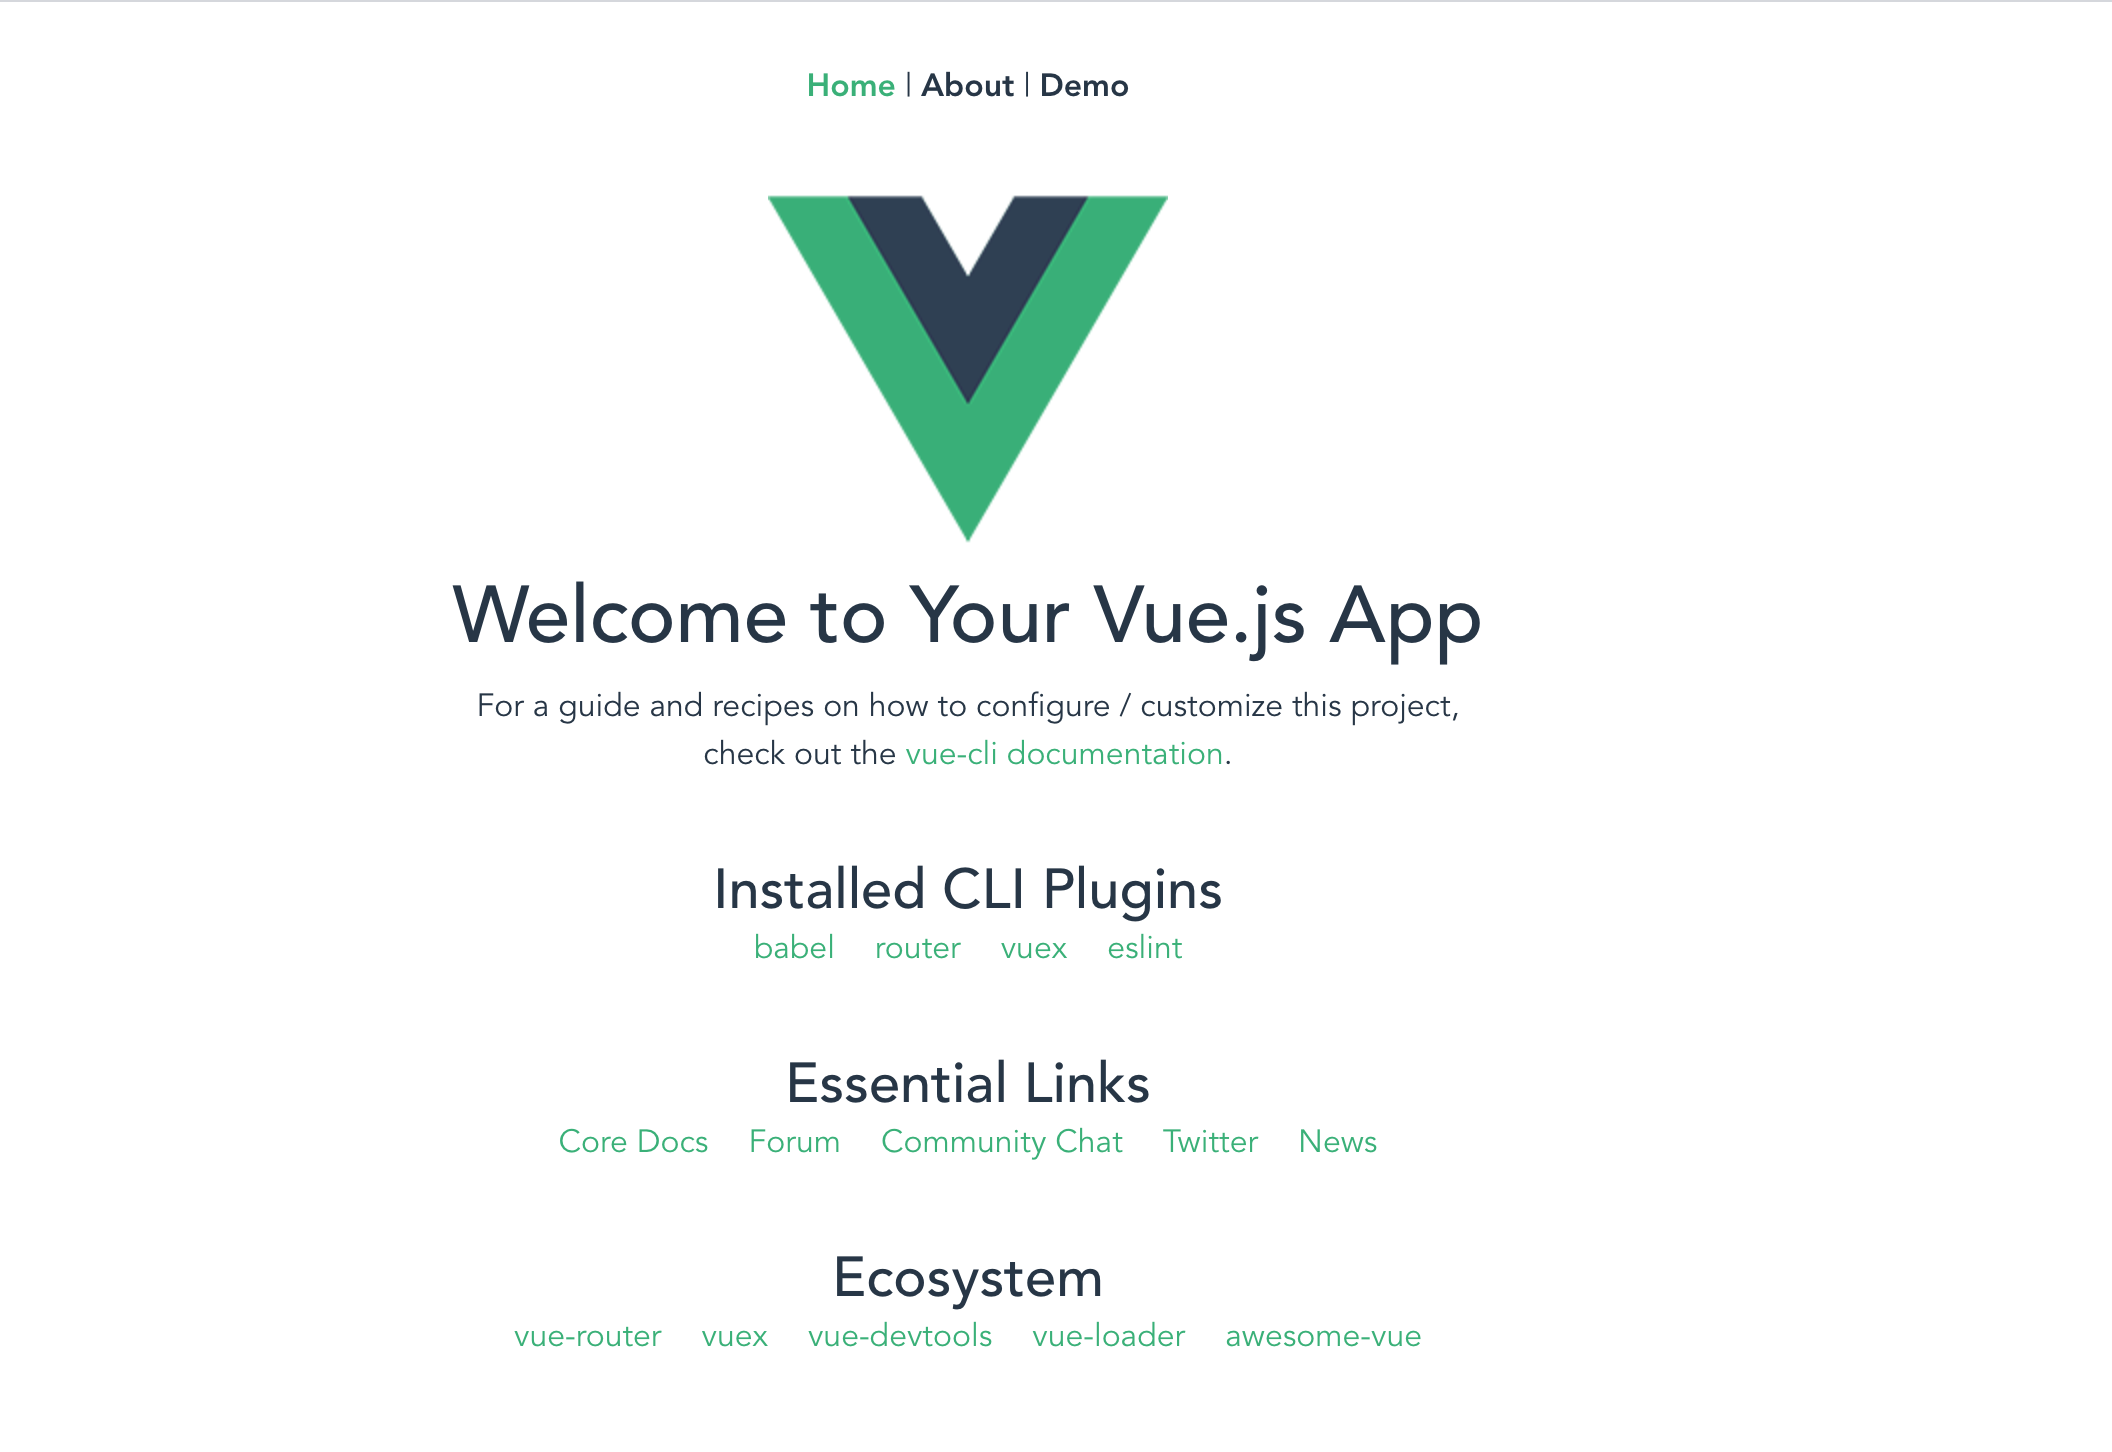 Home | About | Demo
Welcome to Your Vue.js App
For a guide and recipes on how to configure / customize this project,
check out the vue-cli documentation.
Installed CLI Plugins
babel router vuex eslint
Essential Links
Core Docs Forum Community Chat Twitter News
Ecosystem
vue-router vuex vue-devtools vue-loader awesome-vue